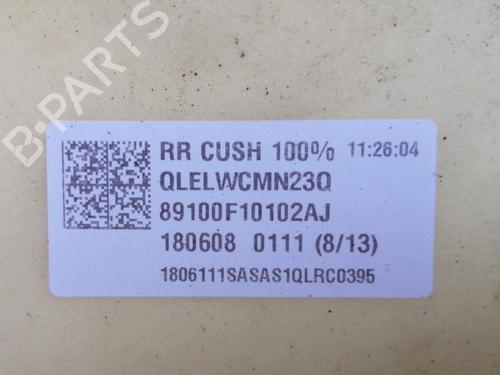 B-PARTS
RR CUSH 100% 11:26:04
QLELWCMN23Q
89100F10102AJ
180608 0111 (8/13)
1806111SASAS1QLRC0395